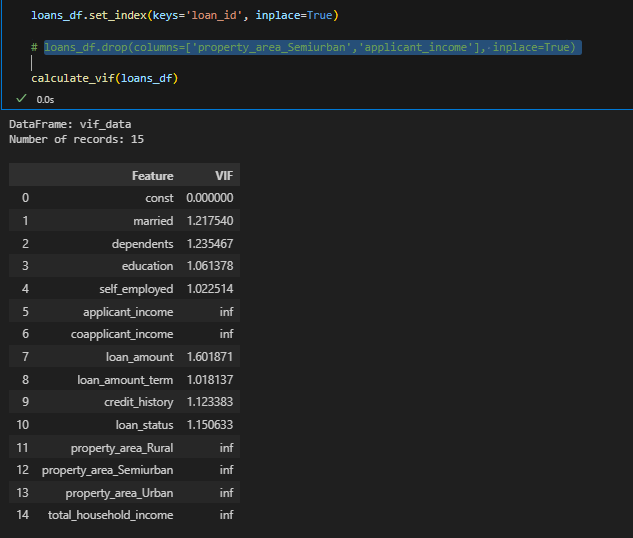 loans_df.set_index(keys='loan_id', inplace=True)
# loans_df.drop(columns=['property_area_Semiurban','applicant_income'], inplace=True)
calculate_vif(loans_df)
0.0s
DataFrame: vif_data
Number of records: 15
Feature VIF
0 const 0.000000
1 married 1.217540
2 dependents 1.235467
3 education 1.061378
4 self_employed 1.022514
5 applicant_income inf
6 coapplicant_income inf
7 loan_amount 1.601871
8 loan_amount_term 1.018137
9 credit_history 1.123383
10 loan_status 1.150633
11 property_area_Rural inf
12 property_area_Semiurban inf
13 property_area_Urban inf
14 total_household_income inf